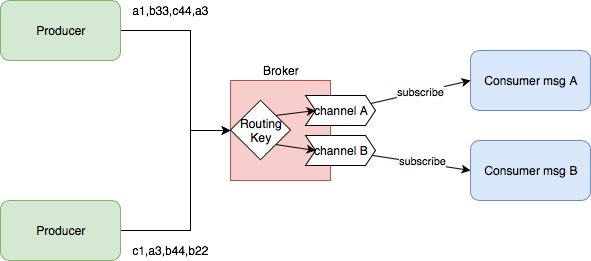 a1,b33,c44,a3
Producer
Broker
Routing
Key
channel A
channel B
subscribe
subscribe
Consumer msg A
Consumer msg B
Producer
c1,a3,b44,b22